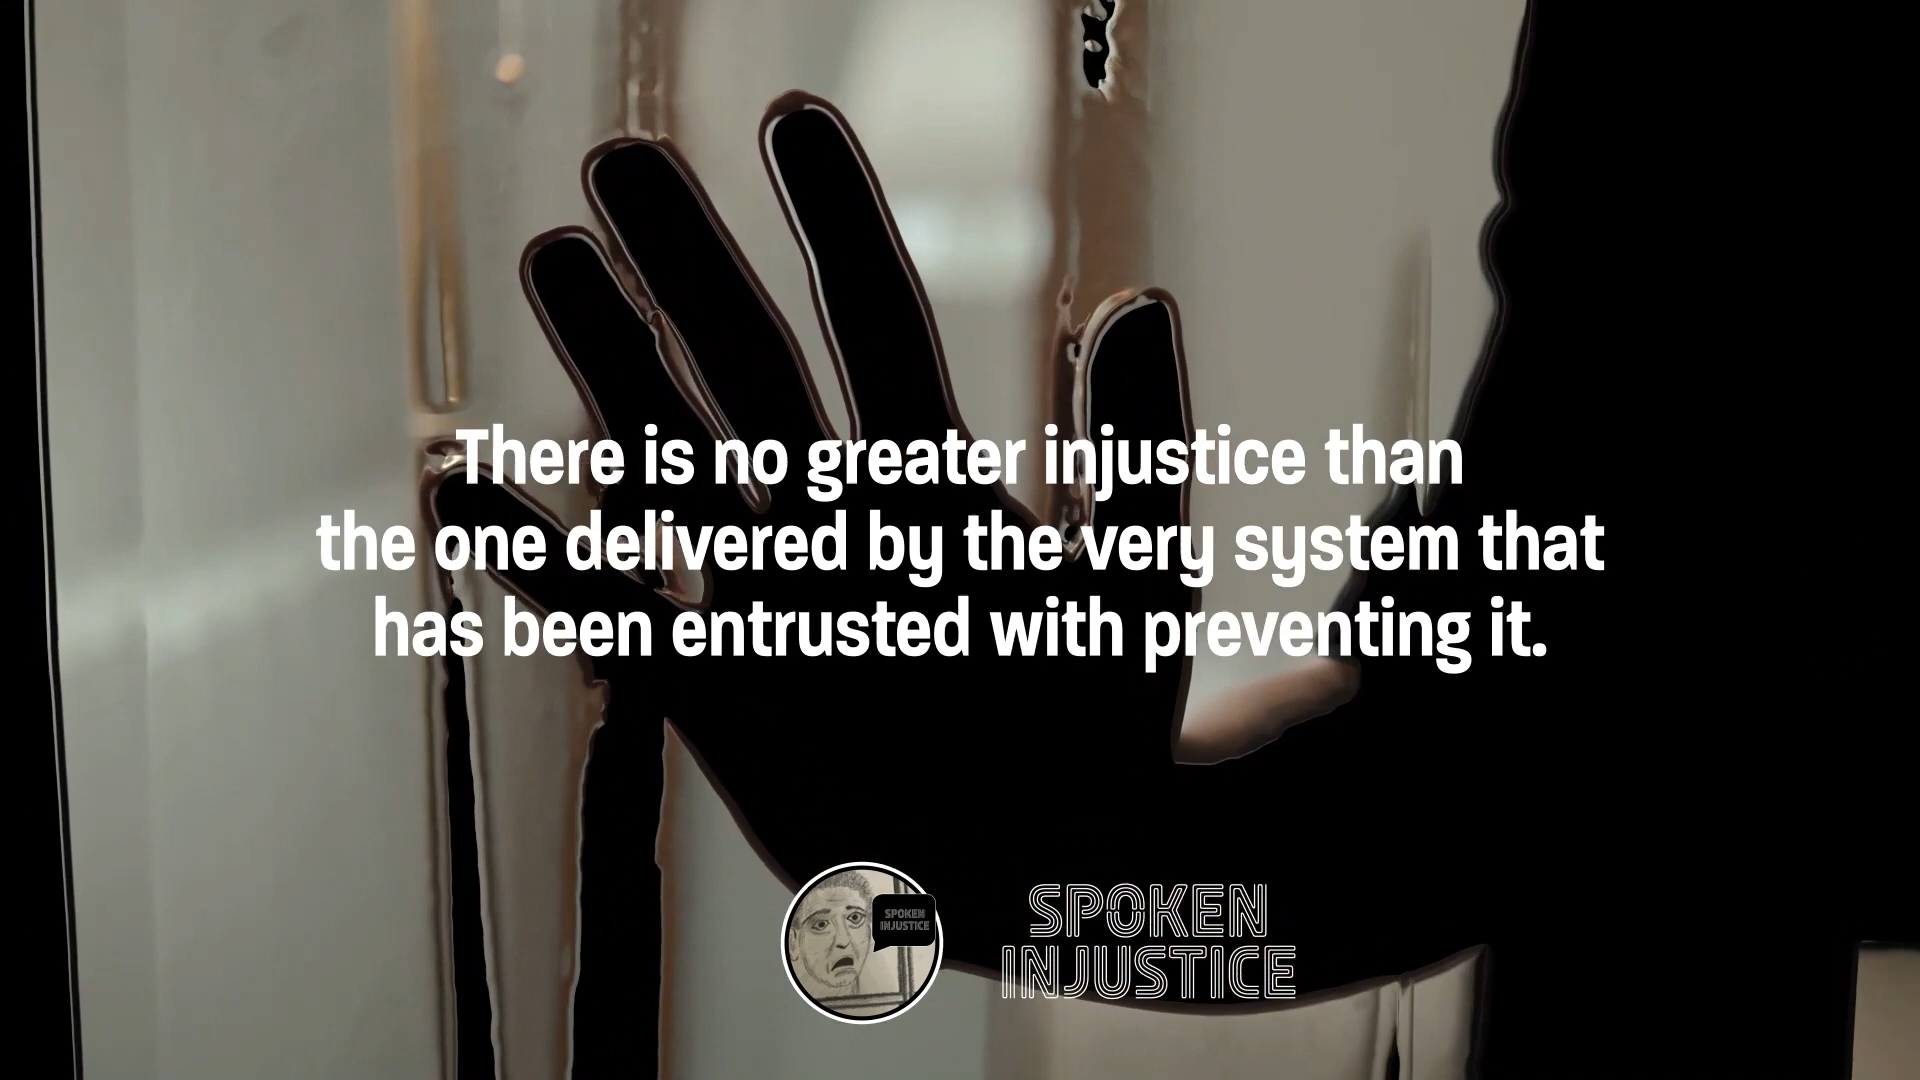 There is no greater injustice than
the one delivered by the very system that
has been entrusted with preventing it.
SPOKEN
INJUSTICE
SPOKEN
INJUSTICE